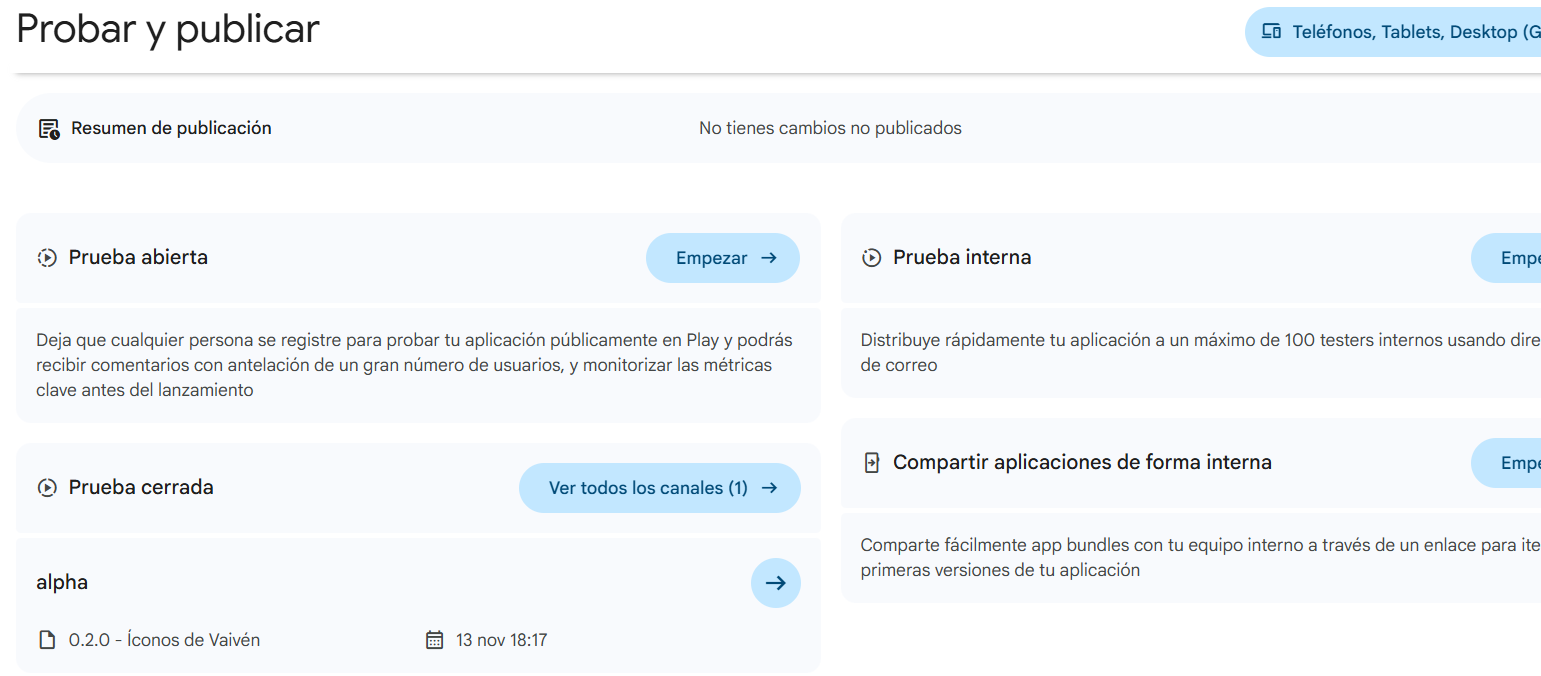 Probar y publicar
Teléfonos, Tablets, Desktop (G
Resumen de publicación
No tienes cambios no publicados
Prueba abierta
Empezar
Deja que cualquier persona se registre para probar tu aplicación públicamente en Play y podrás
recibir comentarios con antelación de un gran número de usuarios, y monitorizar las métricas
clave antes del lanzamiento
Prueba cerrada
Ver todos los canales (1)
alpha
0.2.0 - Íconos de Vaivén
13 nov 18:17
Prueba interna
Empe
Distribuye rápidamente tu aplicación a un máximo de 100 testers internos usando dire
de correo
Compartir aplicaciones de forma interna
Empe
Comparte fácilmente app bundles con tu equipo interno a través de un enlace para ite
primeras versiones de tu aplicación